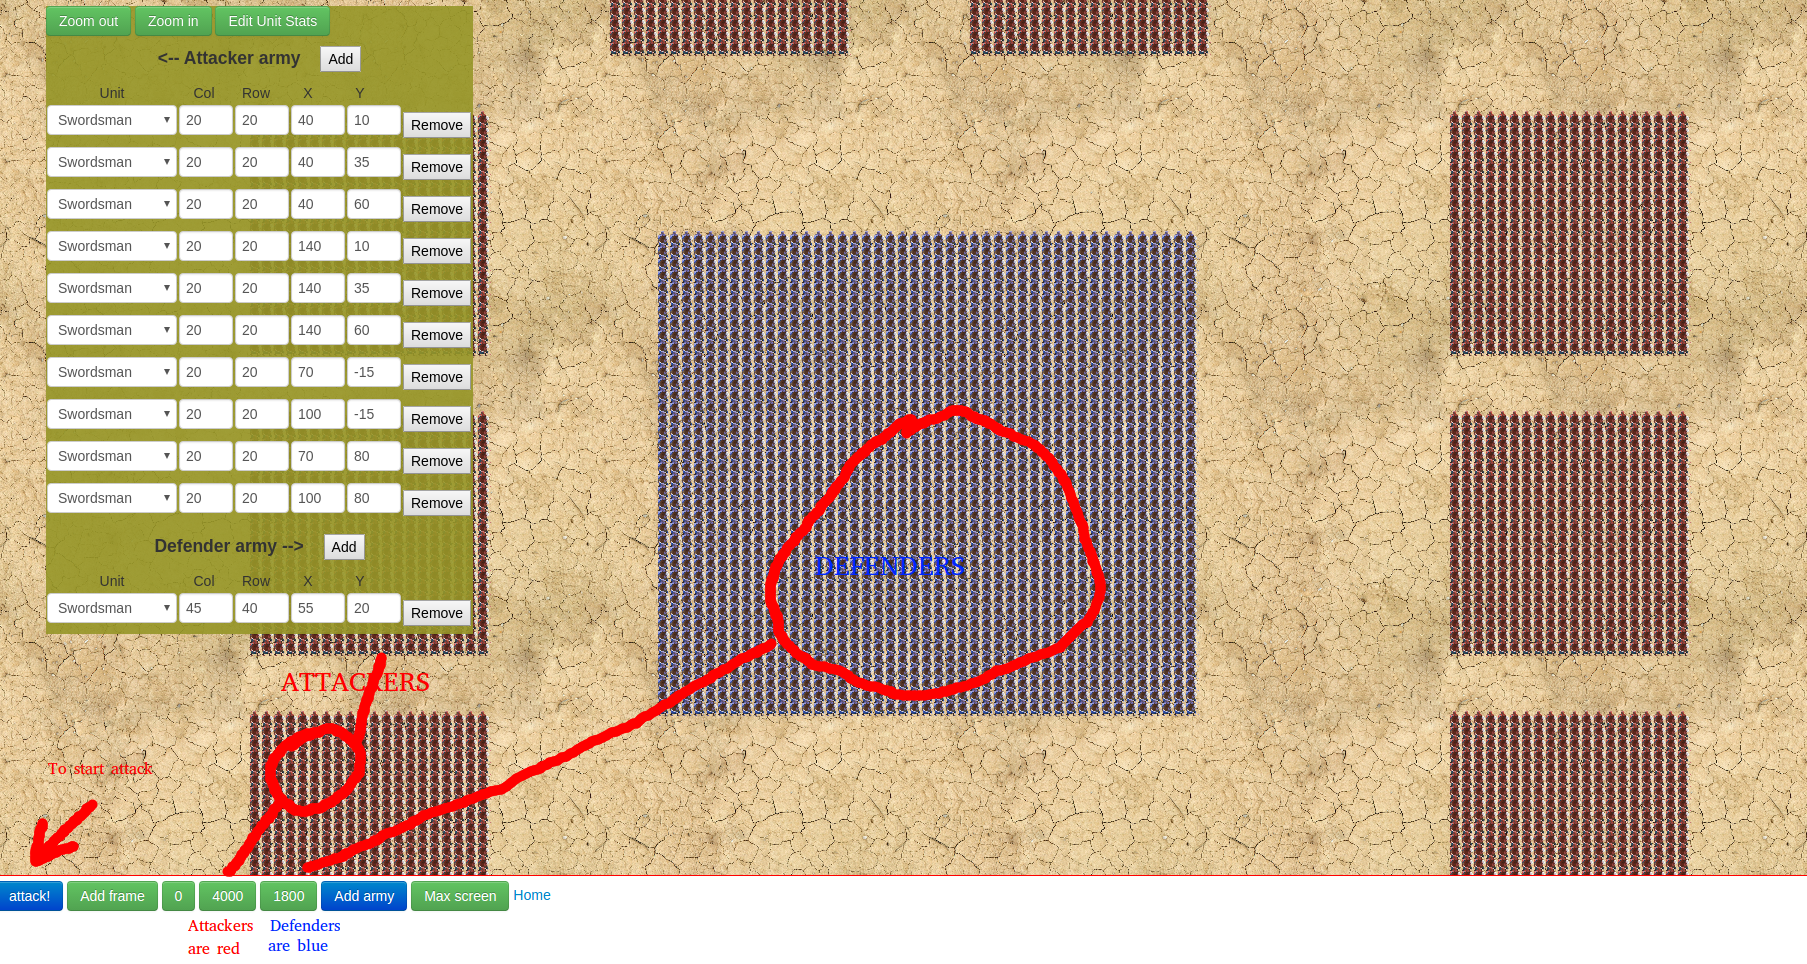 Zoom out Zoom in Edit Unit Stats
<-- Attacker army Add
Unit Col Row X Y
Swordsman 20 20 40 10 Remove
Swordsman 20 20 40 35 Remove
Swordsman 20 20 40 60 Remove
Swordsman 20 20 140 10 Remove
Swordsman 20 20 140 35 Remove
Swordsman 20 20 140 60 Remove
Swordsman 20 20 70 -15 Remove
Swordsman 20 20 100 -15 Remove
Swordsman 20 20 70 80 Remove
Swordsman 20 20 100 80 Remove
Defender army --> Add
Unit Col Row X Y
Swordsman 45 40 55 20 Remove
DEFENDERS
ATTACKERS
To start attack
attack! Add frame 0 4000 1800 Add army Max screen Home
Attackers
are red
Defenders
are blue